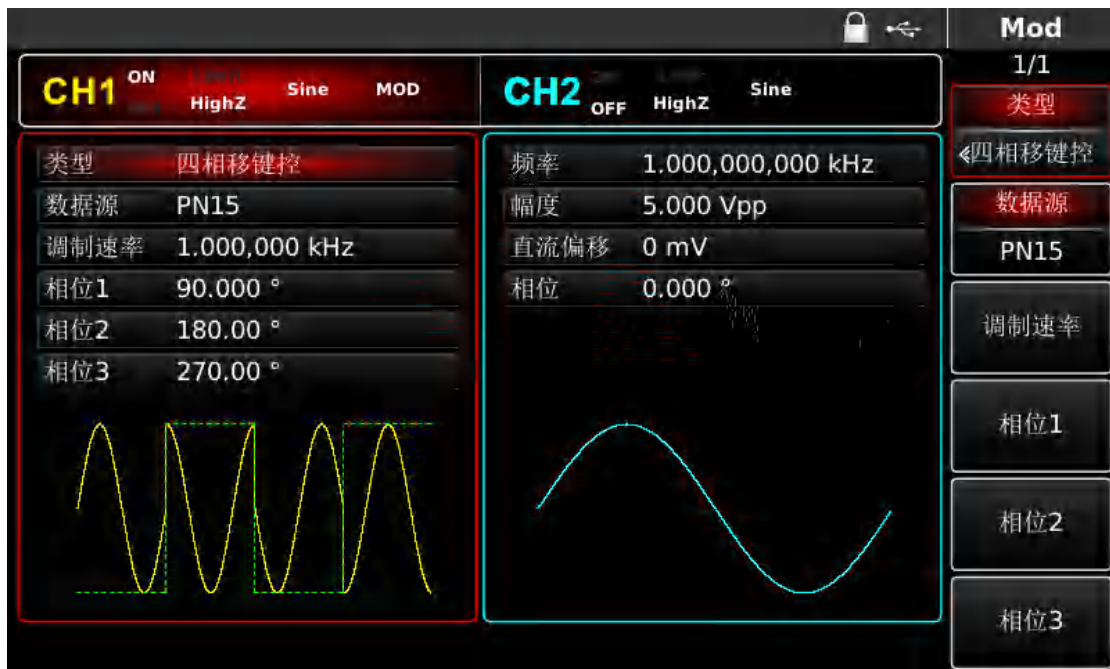 Mod
1/1
CH1 ON HighZ Sine MOD
CH2 OFF HighZ Sine
类型 四相移键控
数据源 PN15
调制速率 1.000,000 kHz
相位1 90.000 °
相位2 180.00 °
相位3 270.00 °
频率 1.000,000,000 kHz
幅度 5.000 Vpp
直流偏移 0 mV
相位 0.000 °
类型
四相移键控
数据源
PN15
调制速率
相位1
相位2
相位3